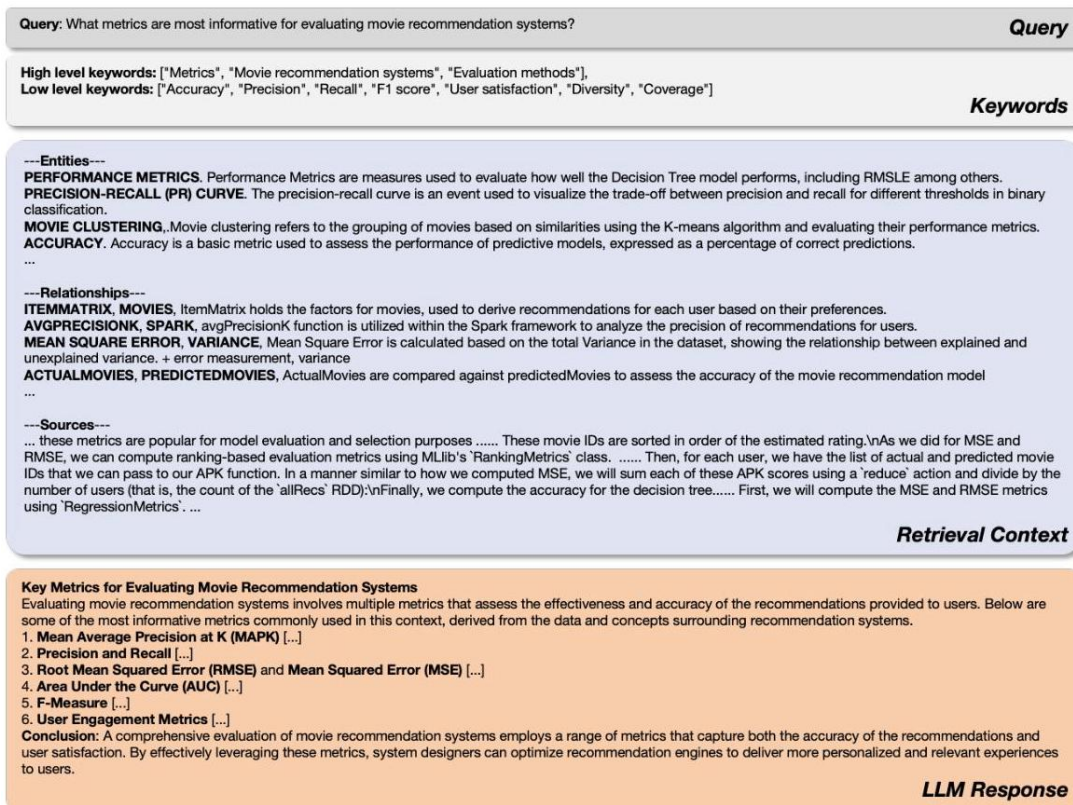 Query: What metrics are most informative for evaluating movie recommendation systems?
Query
High level keywords: ["Metrics", "Movie recommendation systems", "Evaluation methods"],
Low level keywords: ["Accuracy", "Precision", "Recall", "F1 score", "User satisfaction", "Diversity", "Coverage"]
Keywords
---Entities---
PERFORMANCE METRICS. Performance Metrics are measures used to evaluate how well the Decision Tree model performs, including RMSLE among others.
PRECISION-RECALL (PR) CURVE. The precision-recall curve is an event used to visualize the trade-off between precision and recall for different thresholds in binary
classification.
MOVIE CLUSTERING,.Movie clustering refers to the grouping of movies based on similarities using the K-means algorithm and evaluating their performance metrics.
ACCURACY. Accuracy is a basic metric used to assess the performance of predictive models, expressed as a percentage of correct predictions.
...
---Relationships---
ITEMMATRIX, MOVIES, ItemMatrix holds the factors for movies, used to derive recommendations for each user based on their preferences.
AVGPRECISIONK, SPARK, avgPrecisionK function is utilized within the Spark framework to analyze the precision of recommendations for users.
MEAN SQUARE ERROR, VARIANCE, Mean Square Error is calculated based on the total Variance in the dataset, showing the relationship between explained and
unexplained variance. + error measurement, variance
ACTUALMOVIES, PREDICTEDMOVIES, ActualMovies are compared against predictedMovies to assess the accuracy of the movie recommendation model
...
---Sources---
... these metrics are popular for model evaluation and selection purposes ...... These movie IDs are sorted in order of the estimated rating.\nAs we did for MSE and
RMSE, we can compute ranking-based evaluation metrics using MLlib's `RankingMetrics` class. ...... Then, for each user, we have the list of actual and predicted movie
IDs that we can pass to our APK function. In a manner similar to how we computed MSE, we will sum each of these APK scores using a `reduce` action and divide by the
number of users (that is, the count of the `allRecs` RDD):\nFinally, we compute the accuracy for the decision tree...... First, we will compute the MSE and RMSE metrics
using `RegressionMetrics`. ...
Retrieval Context
Key Metrics for Evaluating Movie Recommendation Systems
Evaluating movie recommendation systems involves multiple metrics that assess the effectiveness and accuracy of the recommendations provided to users. Below are
some of the most informative metrics commonly used in this context, derived from the data and concepts surrounding recommendation systems.
1. Mean Average Precision at K (MAPK) [...]
2. Precision and Recall [...]
3. Root Mean Squared Error (RMSE) and Mean Squared Error (MSE) [...]
4. Area Under the Curve (AUC) [...]
5. F-Measure [...]
6. User Engagement Metrics [...]
Conclusion: A comprehensive evaluation of movie recommendation systems employs a range of metrics that capture both the accuracy of the recommendations and
user satisfaction. By effectively leveraging these metrics, system designers can optimize recommendation engines to deliver more personalized and relevant experiences
to users.
LLM Response